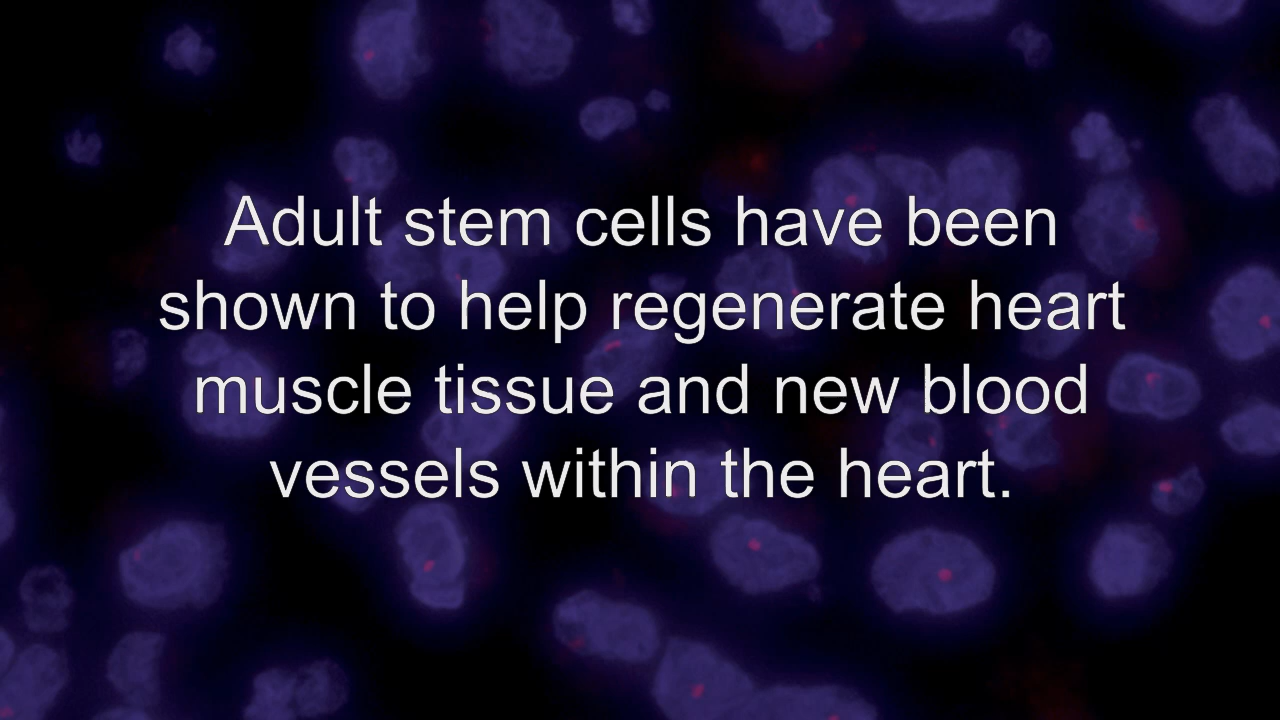 Adult stem cells have been
shown to help regenerate heart
muscle tissue and new blood
vessels within the heart.